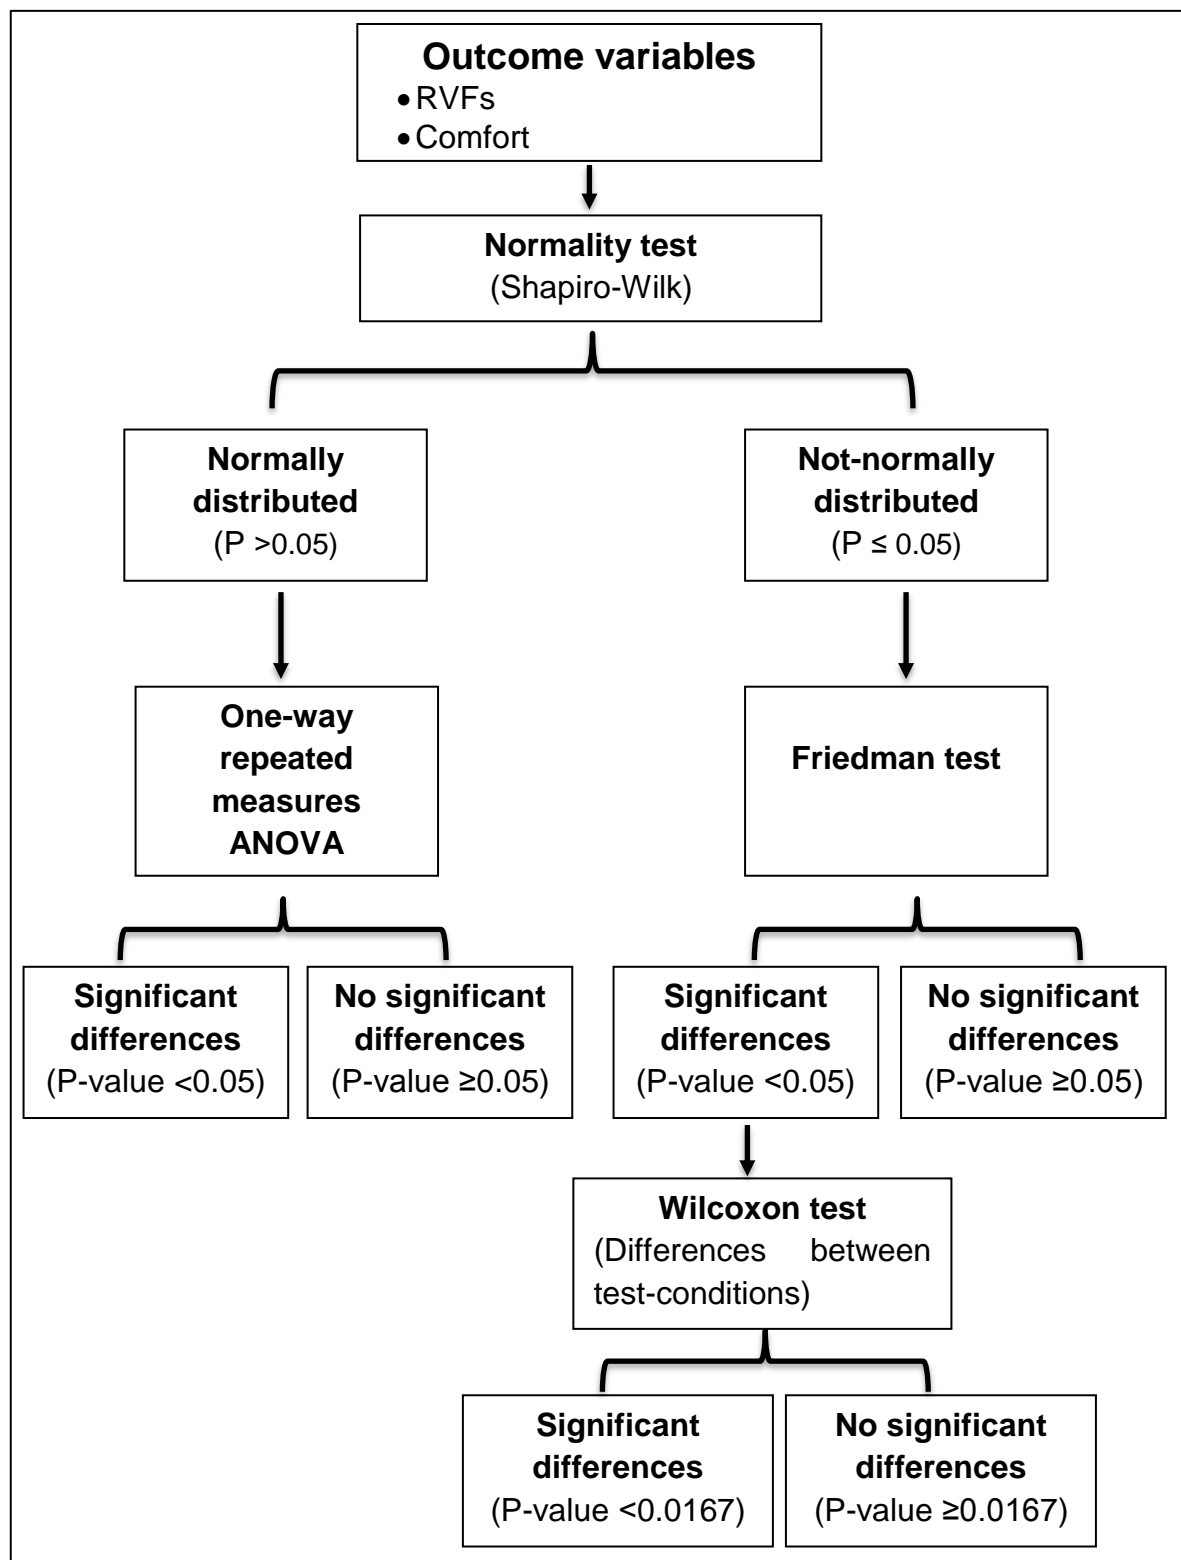 Outcome variables
•RVFs
•Comfort
Normality test
(Shapiro-Wilk)
Normally
distributed
(P >0.05)
Not-normally
distributed
(P ≤ 0.05)
One-way
repeated
measures
ANOVA
Friedman test
Significant
differences
(P-value <0.05)
No significant
differences
(P-value ≥0.05)
Significant
differences
(P-value <0.05)
No significant
differences
(P-value ≥0.05)
Wilcoxon test
(Differences between
test-conditions)
Significant
differences
(P-value <0.0167)
No significant
differences
(P-value ≥0.0167)